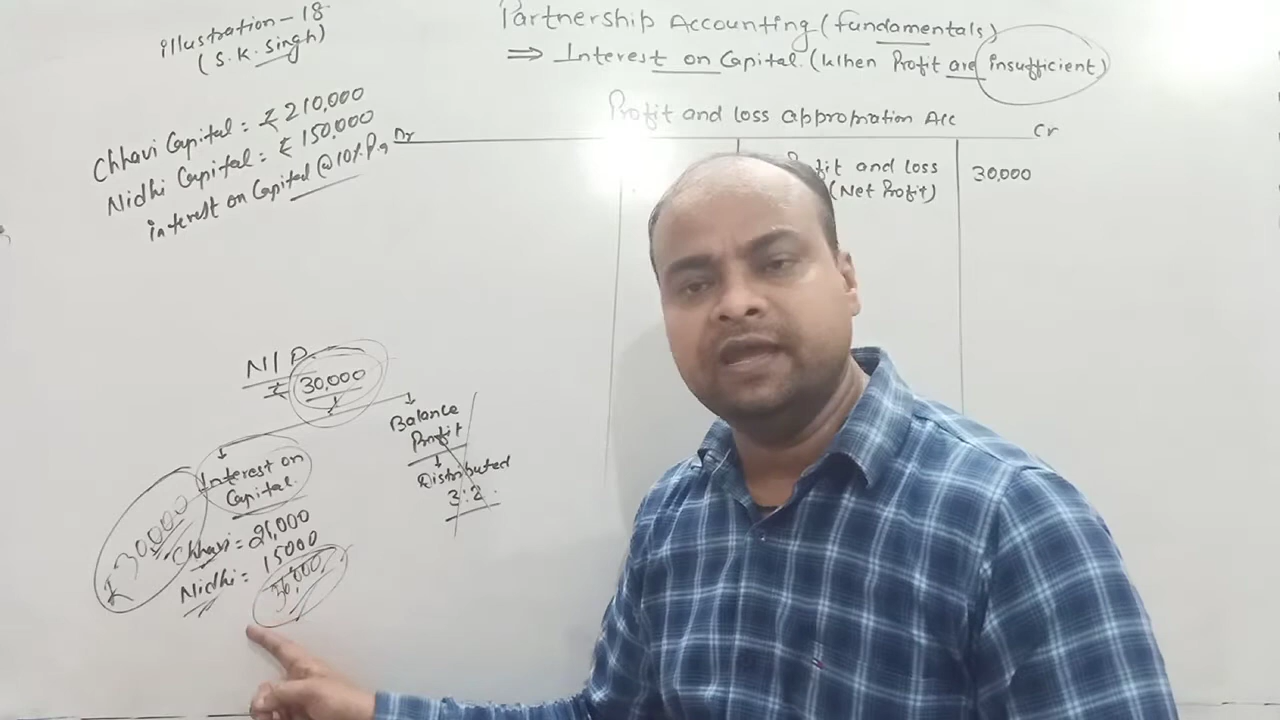 illustration-18
(S.K. Singh)
Partnership Accounting (fundamentals)
⇒ Interest on Capital (When Profit are insufficient)
Chhavi Capital = ₹ 210,000
Nidhi Capital = ₹ 150,000
interest on Capital @ 10% P.a
Profit and loss appromation A/c
Dr
Cr
and loss 30,000
(Net Profit)
N/P
₹ 30,000
Balance
Profit
Distributed
3:2
Interest on
Capital
Chhavi = 21,000
Nidhi = 15000
36,000
₹ 30,000